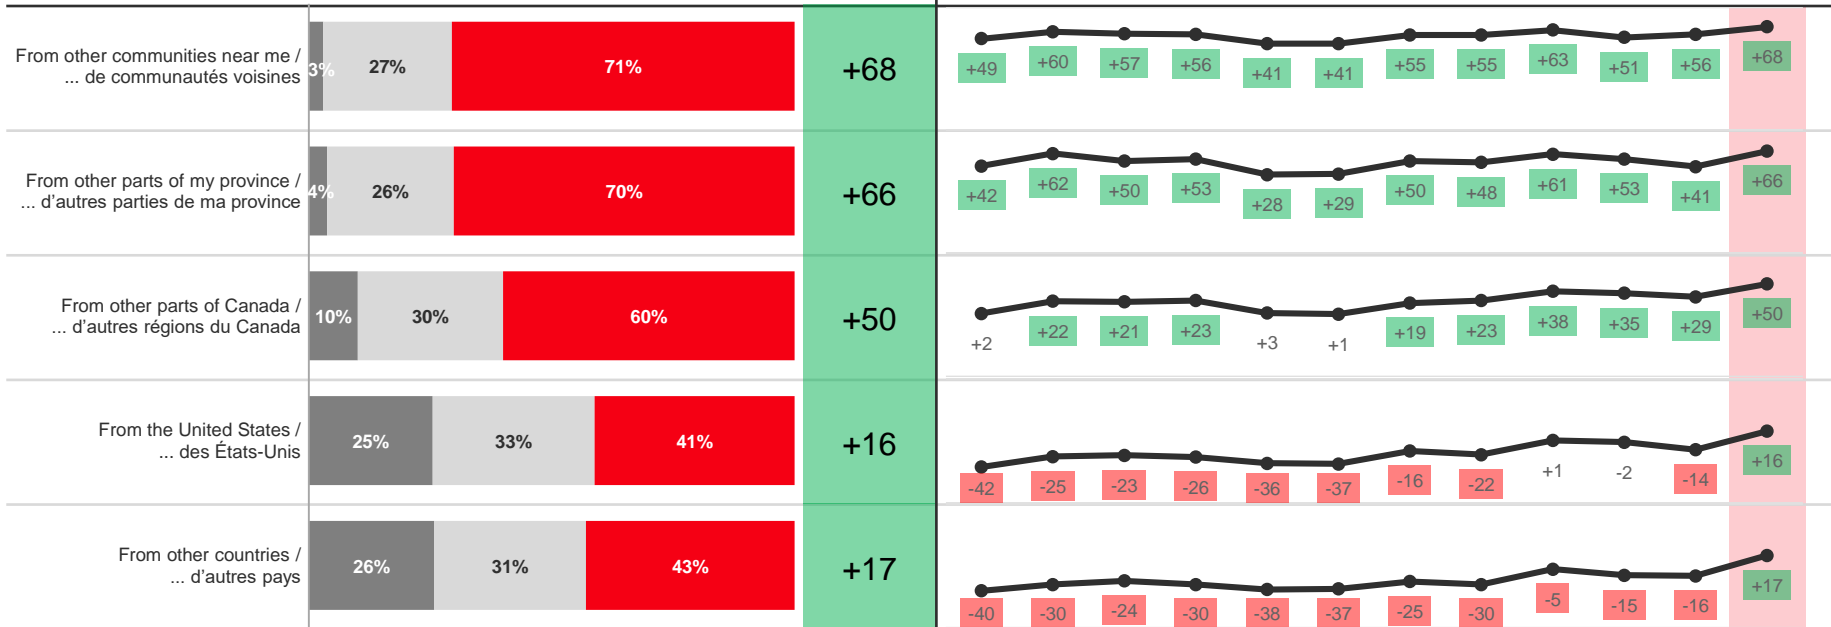 From other communities near me /
... de communautés voisines
3% 27% 71% +68 +49 +60 +57 +56 +41 +41 +55 +55 +63 +51 +56 +68
From other parts of my province /
... d'autres parties de ma province
4% 26% 70% +66 +42 +62 +50 +53 +28 +29 +50 +48 +61 +53 +41 +66
From other parts of Canada /
... d'autres régions du Canada
10% 30% 60% +50 +2 +22 +21 +23 +3 +1 +19 +23 +38 +35 +29 +50
From the United States /
... des États-Unis
25% 33% 41% +16 -42 -25 -23 -26 -36 -37 -16 -22 +1 -2 -14 +16
From other countries /
... d'autres pays
26% 31% 43% +17 -40 -30 -24 -30 -38 -37 -25 -30 -5 -15 -16 +17